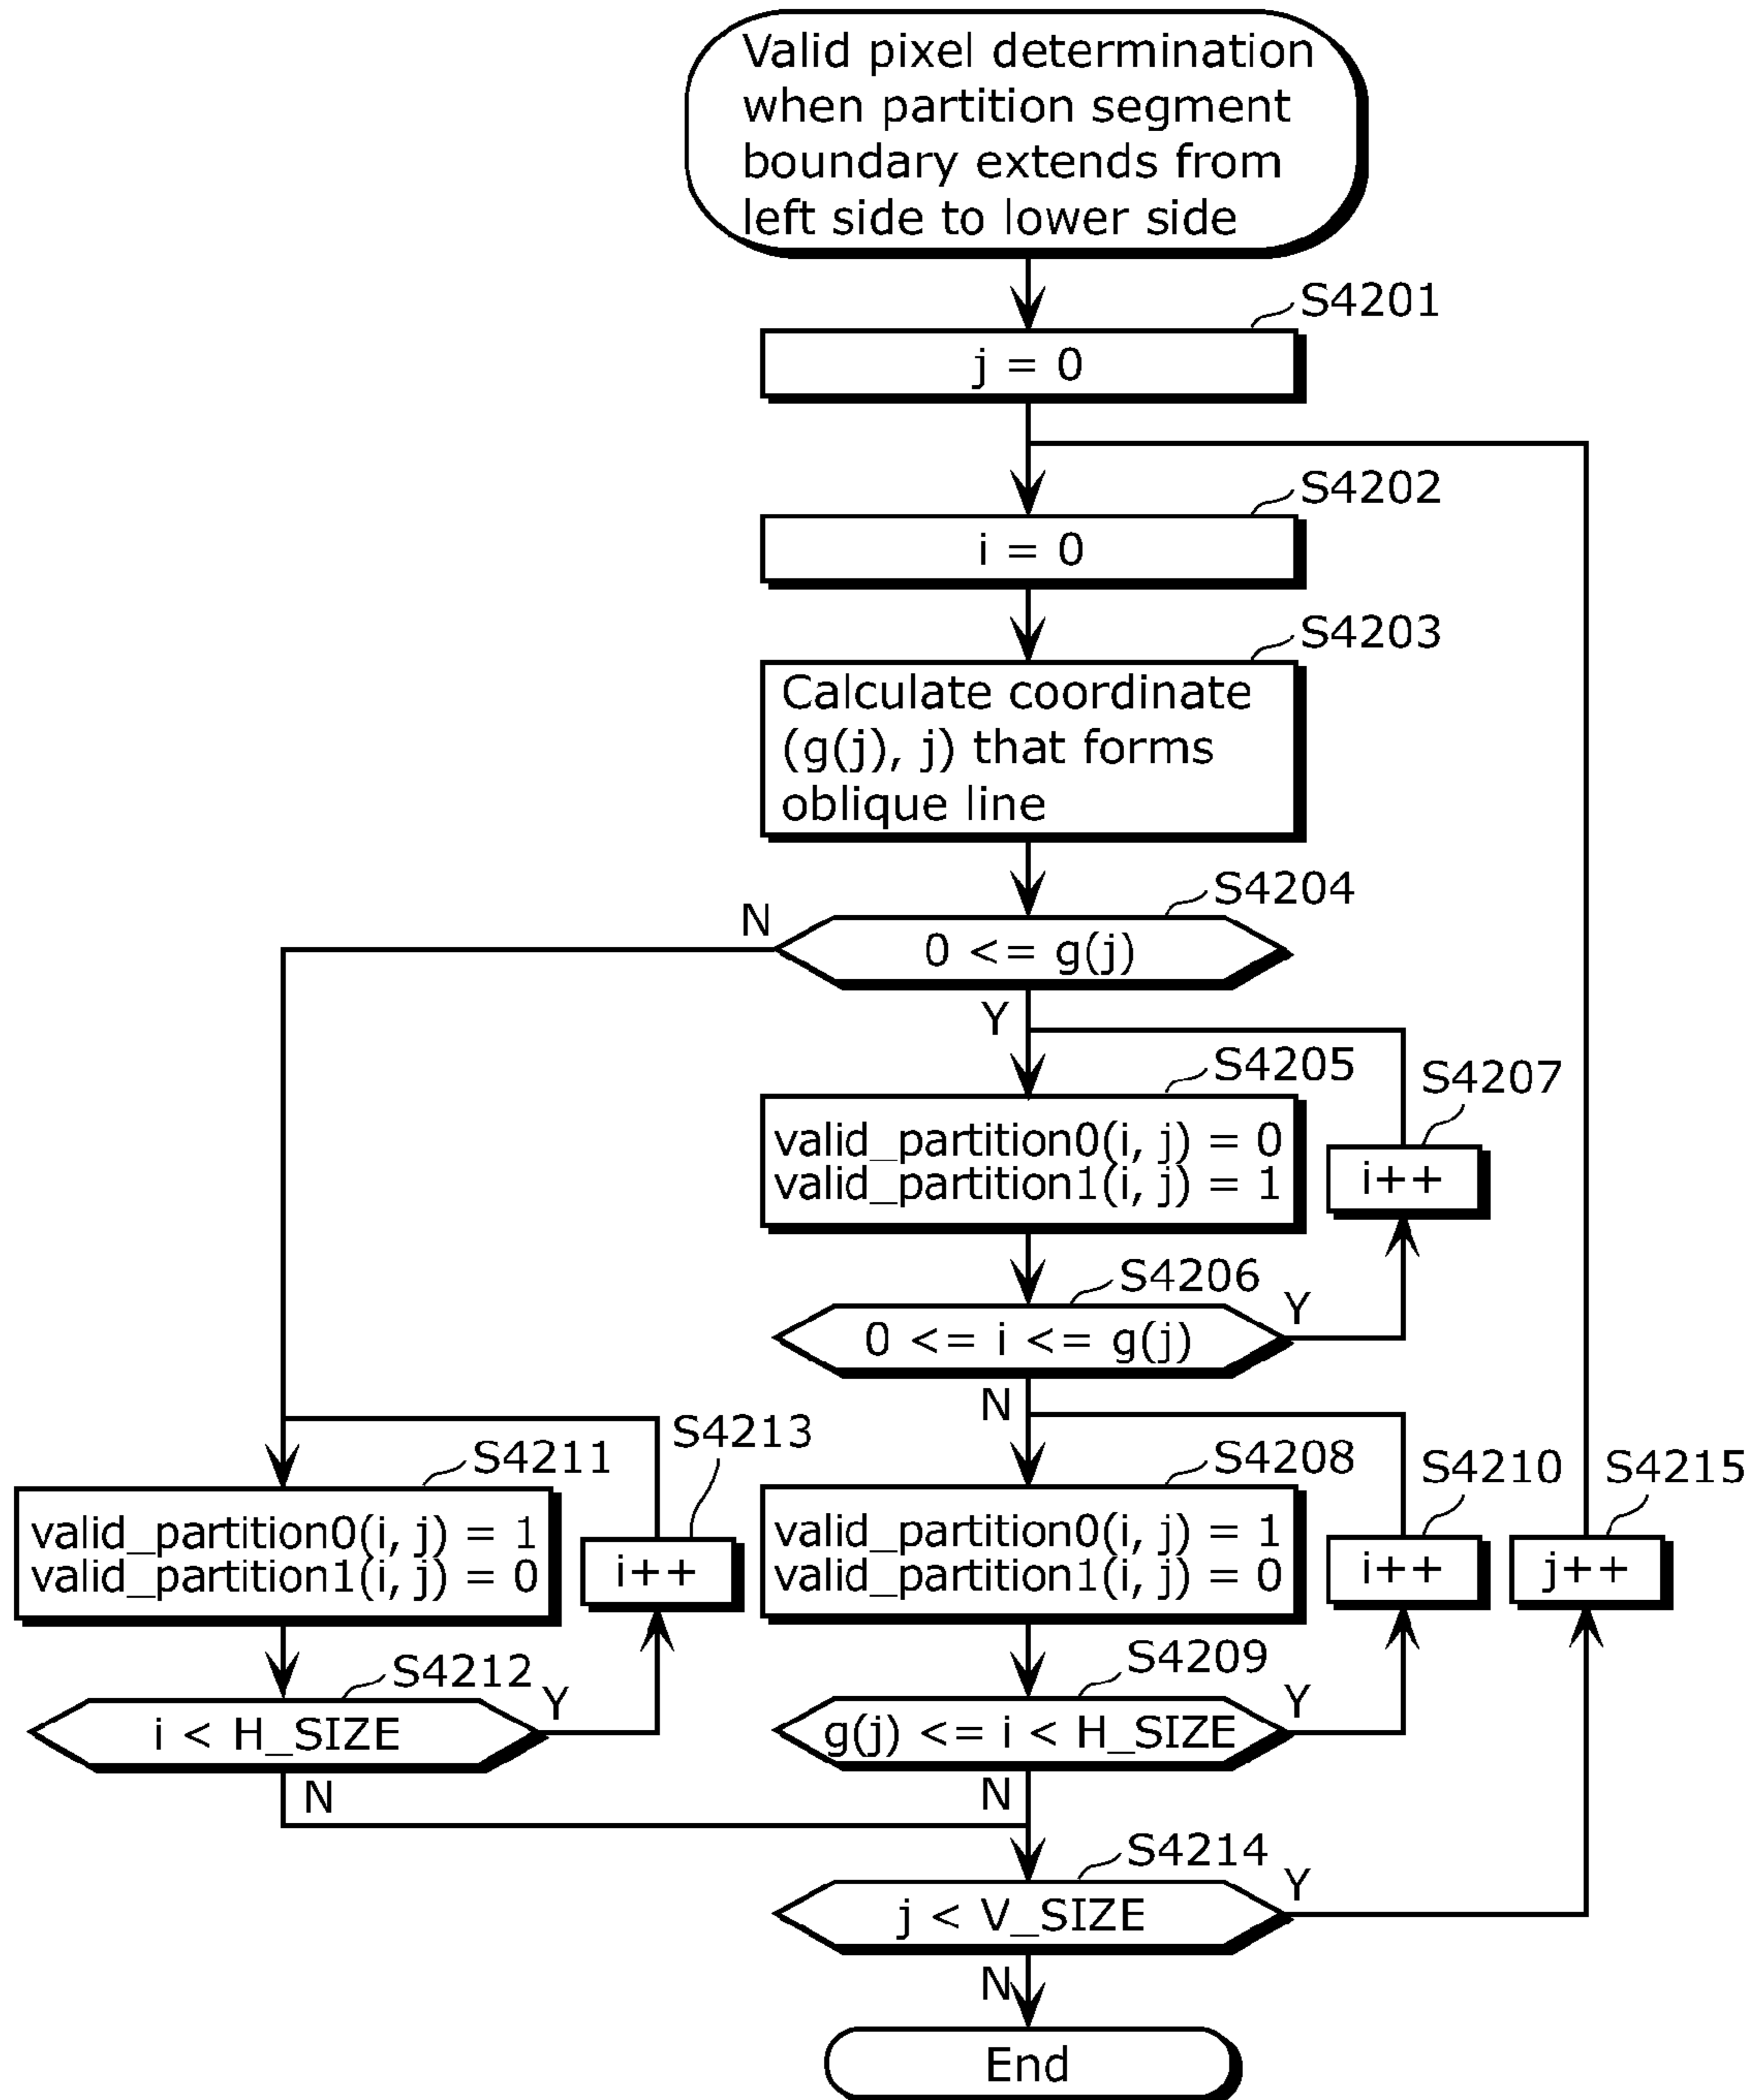 Valid pixel determination
when partition segment
boundary extends from
left side to lower side
S4201
j = 0
S4202
i = 0
S4203
Calculate coordinate
(g(j), j) that forms
oblique line
S4204
N
0 <= g(j)
Y
S4205
S4207
valid_partition0(i, j) = 0
valid_partition1(i, j) = 1
i++
S4206
0 <= i <= g(j)
Y
N
S4213
S4211
S4208
S4210
S4215
valid_partition0(i, j) = 1
valid_partition1(i, j) = 0
i++
valid_partition0(i, j) = 1
valid_partition1(i, j) = 0
i++
j++
S4212
S4209
i < H_SIZE
Y
g(j) <= i < H_SIZE
Y
N
N
S4214
j < V_SIZE
Y
N
End